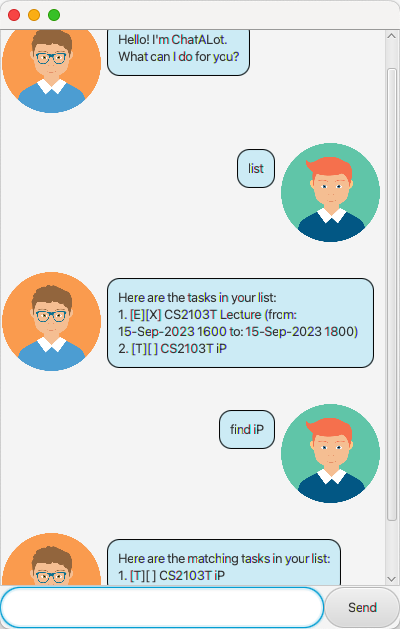 Hello! I'm ChatALot.
What can I do for you?
list
Here are the tasks in your list:
1. [E][X] CS2103T Lecture (from:
15-Sep-2023 1600 to: 15-Sep-2023 1800)
2. [T][ ] CS2103T iP
find iP
Here are the matching tasks in your list:
1. [T][ ] CS2103T iP
Send